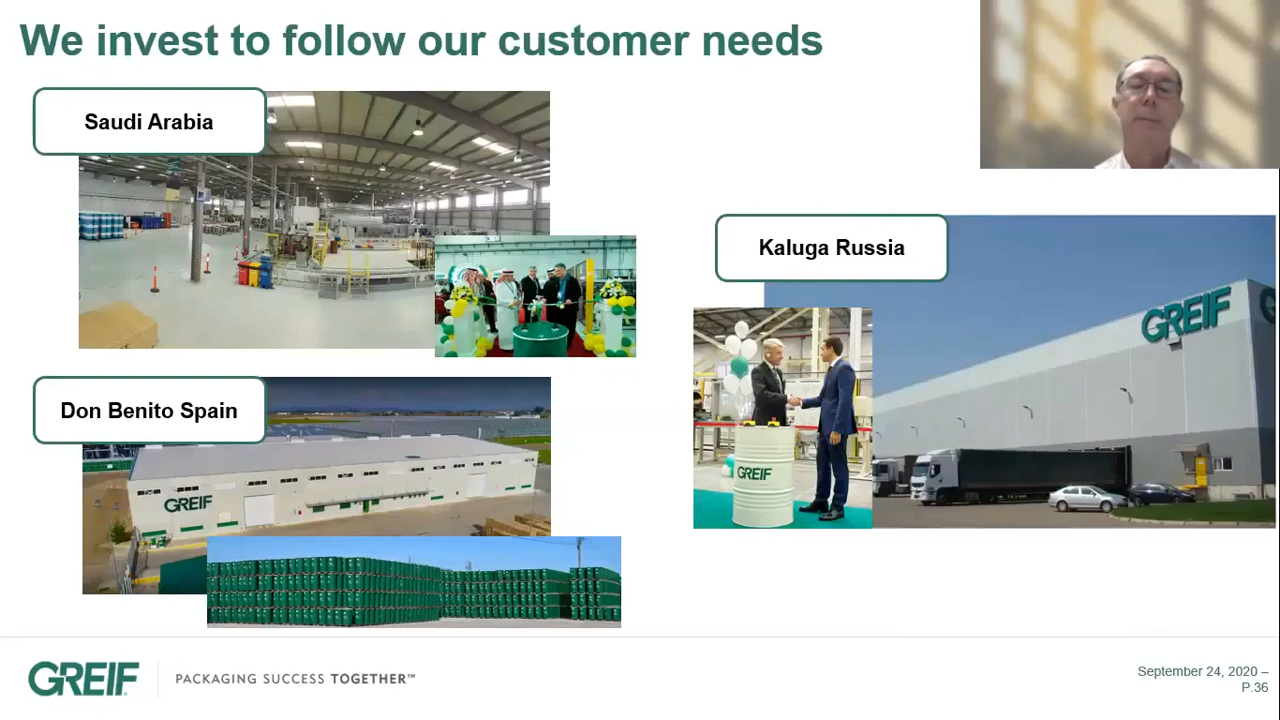 We invest to follow our customer needs
Saudi Arabia
Kaluga Russia
GREIF
GREIF
Don Benito Spain
GREIF
GREIF
PACKAGING SUCCESS TOGETHER™
September 24, 2020 –
P.36